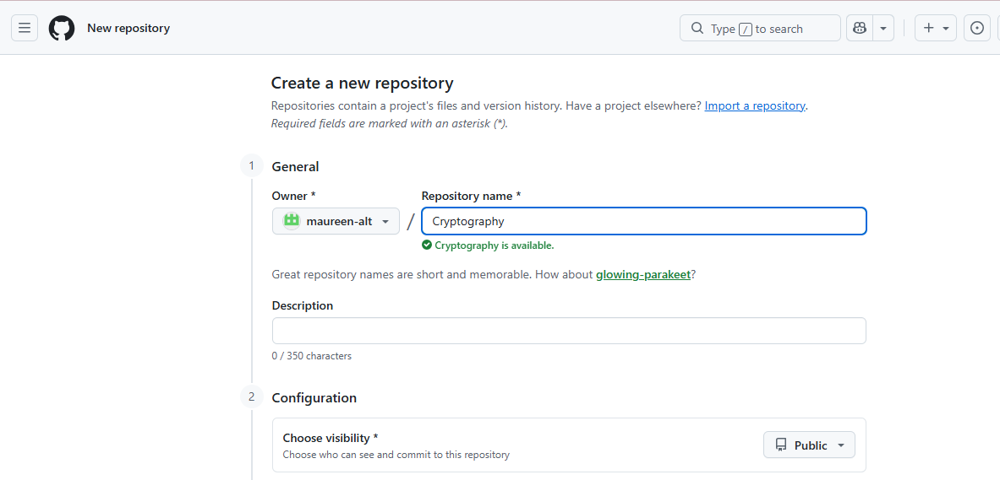 New repository
Type / to search
Create a new repository
Repositories contain a project's files and version history. Have a project elsewhere? Import a repository.
Required fields are marked with an asterisk (*).
1 General
Owner * Repository name *
maureen-alt / Cryptography
Cryptography is available.
Great repository names are short and memorable. How about glowing-parakeet?
Description
0 / 350 characters
2 Configuration
Choose visibility *
Choose who can see and commit to this repository
Public